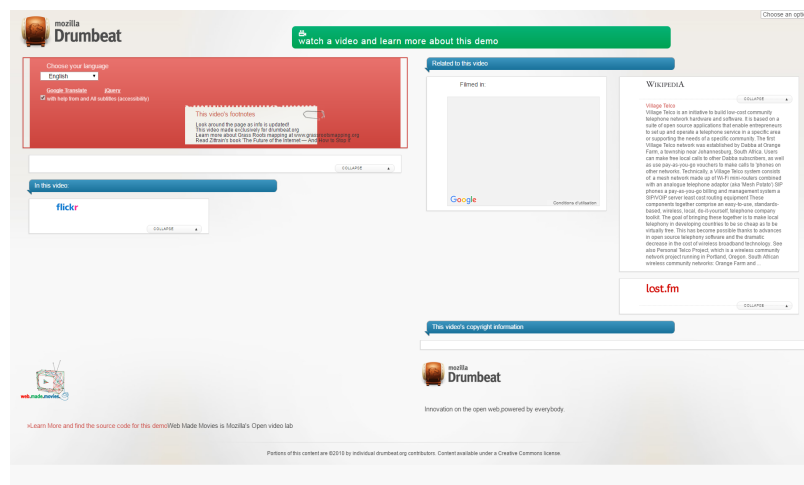 Choose an opti
mozilla
Drumbeat
watch a video and learn more about this demo
Choose your language
English
Google Translate jQuery
with help from and All subtitles (accessibility)
This video's footnotes
Look around the page as info is updated!
This video made exclusively for drumbeat.org
Learn more about Grass Roots mapping at www.grassrootsmapping.org
Read Zittrain's book 'The Future of the Internet — And How to Stop It
COLLAPSE
In this video:
flickr
COLLAPSE
Related to this video
Filmed in:
Google
Conditions d'utilisation
WIKIPEDIA
COLLAPSE
Village Telco
Village Telco is an initiative to build low-cost community
telephone network hardware and software. It is based on a
suite of open source applications that enable entrepreneurs
to set up and operate a telephone service in a specific area
or supporting the needs of a specific community. The first
Village Telco network was established by Dabba at Orange
Farm, a township near Johannesburg, South Africa. Users
can make free local calls to other Dabba subscribers, as well
as use pay-as-you-go vouchers to make calls to 'phones on
other networks. Technically, a Village Telco system consists
of: a mesh network made up of Wi-Fi mini-routers combined
with an analogue telephone adaptor (aka 'Mesh Potato') SIP
phones a pay-as-you-go billing and management system a
SIP/VOIP server least cost routing equipment These
components together comprise an easy-to-use, standards-
based, wireless, local, do-it-yourself, telephone company
toolkit. The goal of bringing these together is to make local
telephony in developing countries to be so cheap as to be
virtually free. This has become possible thanks to advances
in open source telephony software and the dramatic
decrease in the cost of wireless broadband technology. See
also Personal Telco Project, which is a wireless community
network project running in Portland, Oregon. South African
wireless community networks: Orange Farm and ...
lost.fm
COLLAPSE
This video's copyright information
web.made.movies.
»Learn More and find the source code for this demoWeb Made Movies is Mozilla's Open video lab
mozilla
Drumbeat
Innovation on the open web,powered by everybody.
Portions of this content are ©2010 by individual drumbeat.org contributors. Content available under a Creative Commons license.